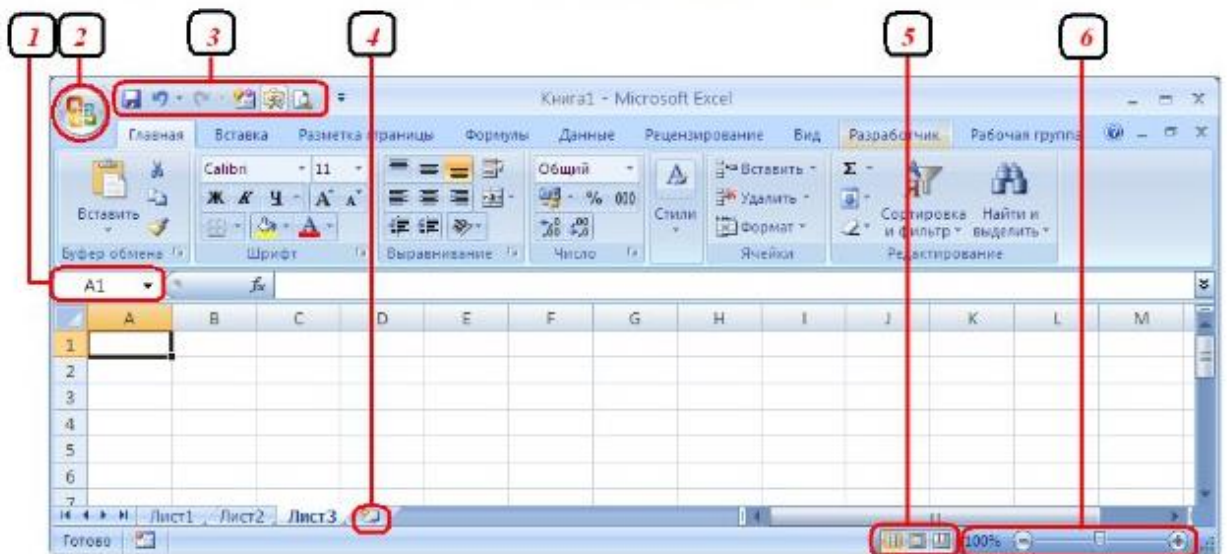 1 2 3 4 5 6
Книга1 - Microsoft Excel
Главная Вставка Разметка страницы Формулы Данные Рецензирование Вид Разработчик Рабочая группа
Calibri 11 Общий Вставить Σ
Ж К Ч А А % 000 Удалить
Вставить Стили Сортировка и фильтр Найти и выделить
А ,00 Формат
Буфер обмена Шрифт Выравнивание Число Ячейки Редактирование
A1 fx
A B C D E F G H I J K L M
1
2
3
4
5
6
7
Лист1 Лист2 Лист3
Готово 100%